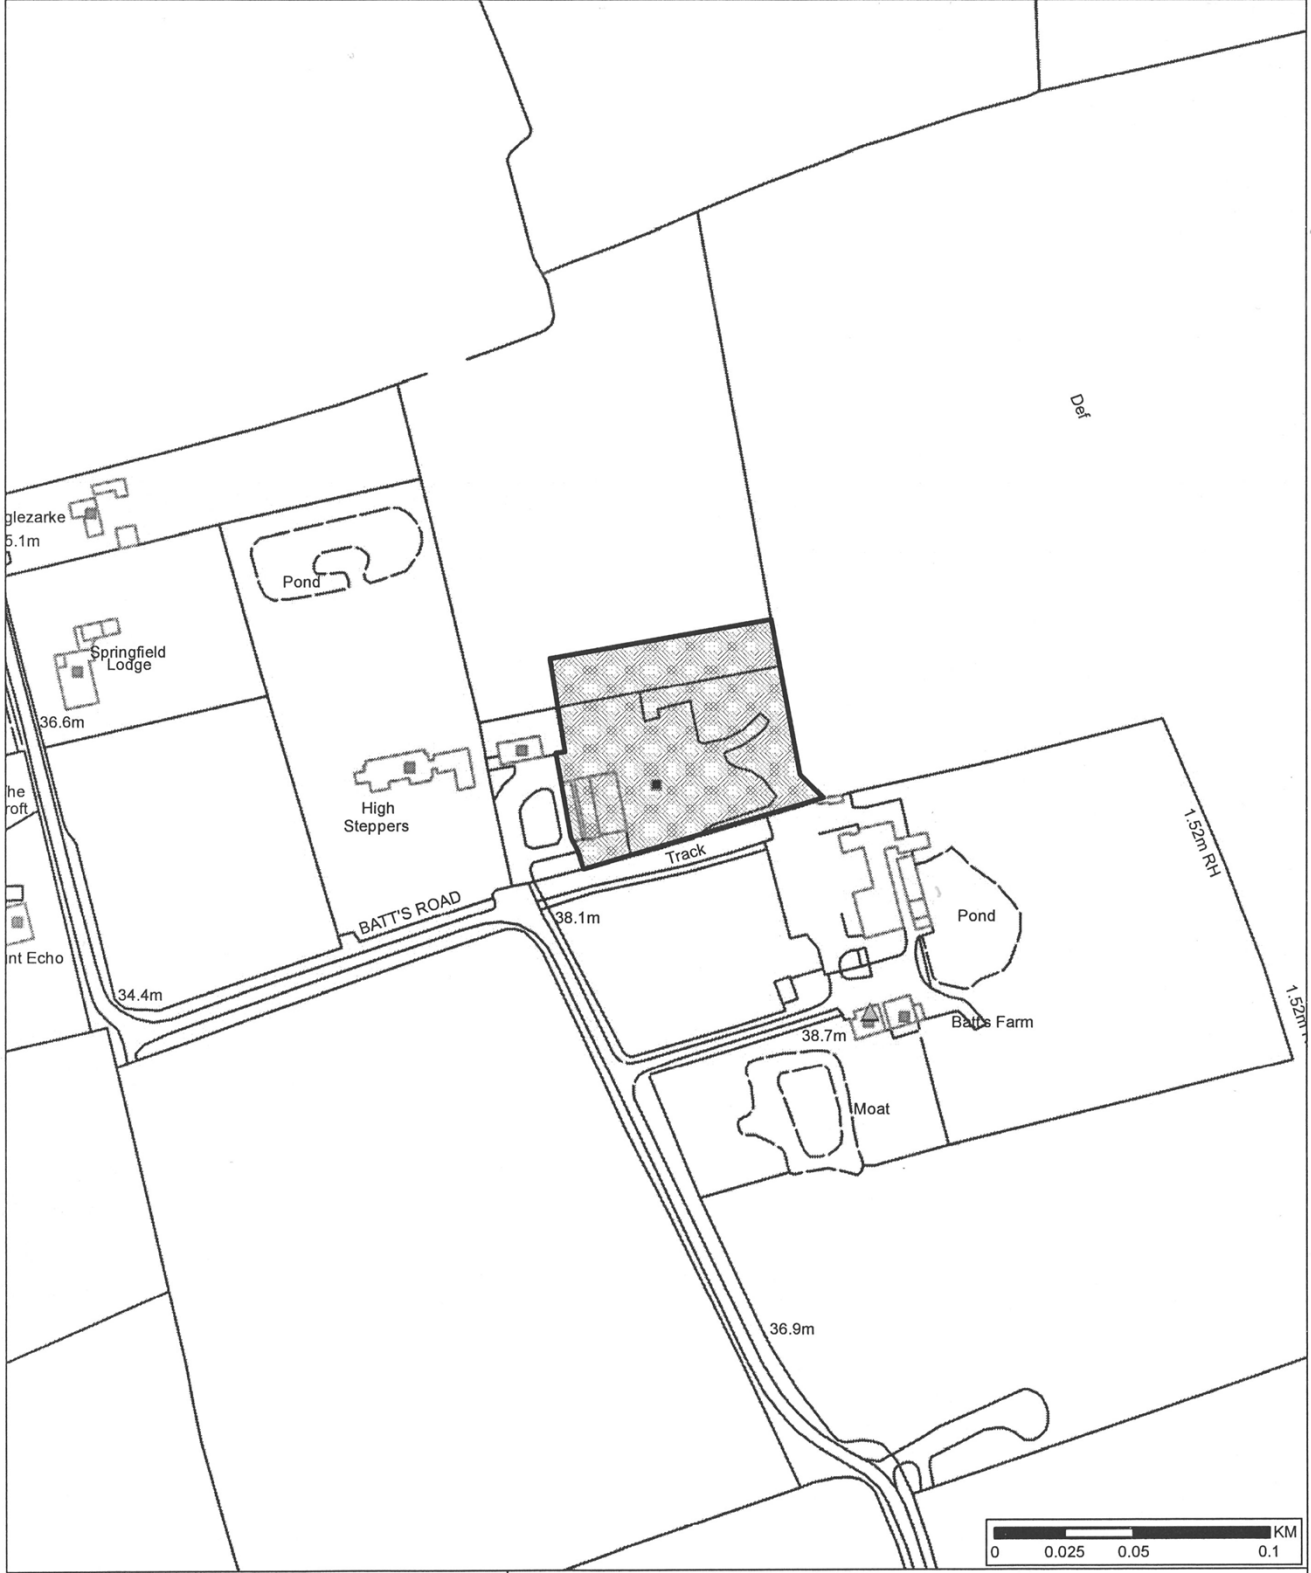 Def
glezarke
5.1m
Pond
Springfield
Lodge
36.6m
he
roft
High
Steppers
Track
1.52m RH
BATT'S ROAD
38.1m
Pond
nt Echo
34.4m
1.52m
Batt's Farm
38.7m
Moat
36.9m
KM
0 0.025 0.05 0.1